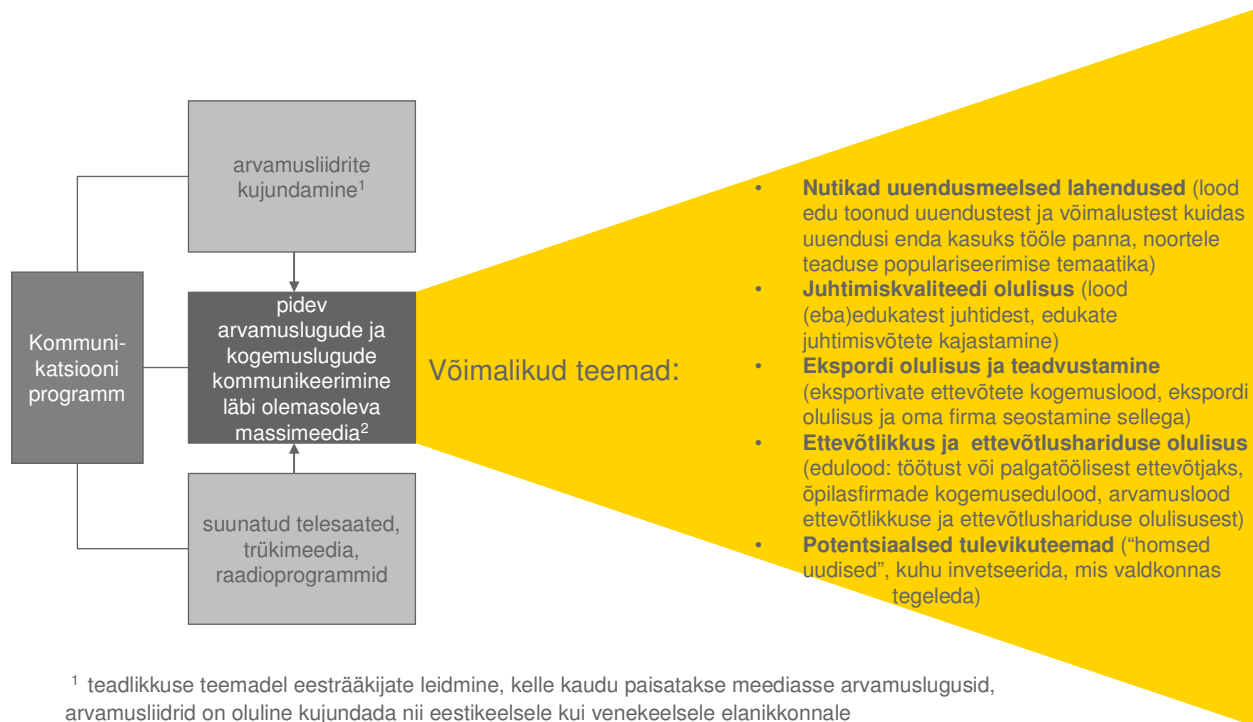 arvamusliidrite
kujundamine1
Kommuni-
katsiooni
programm
pidev
arvamuslugude ja
kogemuslugude
kommunikeerimine
läbi olemasoleva
massimeedia2
suunatud telesaated,
trükimeedia,
raadioprogrammid
Võimalikud teemad:
• Nutikad uuendusmeelsed lahendused (lood
edu toonud uuendustest ja võimalustest kuidas
uuendusi enda kasuks tööle panna, noortele
teaduse populariseerimise temaatika)
• Juhtimiskvaliteedi olulisus (lood
(eba)edukatest juhtidest, edukate
juhtimisvõtete kajastamine)
• Ekspordi olulisus ja teadvustamine
(eksportivate ettevõtete kogemuslood, ekspordi
olulisus ja oma firma seostamine sellega)
• Ettevõtlikkus ja ettevõtlushariduse olulisus
(edulood: töötust või palgatöölisest ettevõtjaks,
õpilasfirmade kogemusedulood, arvamuslood
ettevõtlikkuse ja ettevõtlushariduse olulisusest)
• Potentsiaalsed tulevikuteemad (“homsed
uudised”, kuhu invetseerida, mis valdkonnas
tegeleda)
1 teadlikkuse teemadel eesträäkijate leidmine, kelle kaudu paisatakse meediasse arvamuslugusid,
arvamusliidrid on oluline kujundada nii eestikeelsele kui venekeelsele elanikkonnale